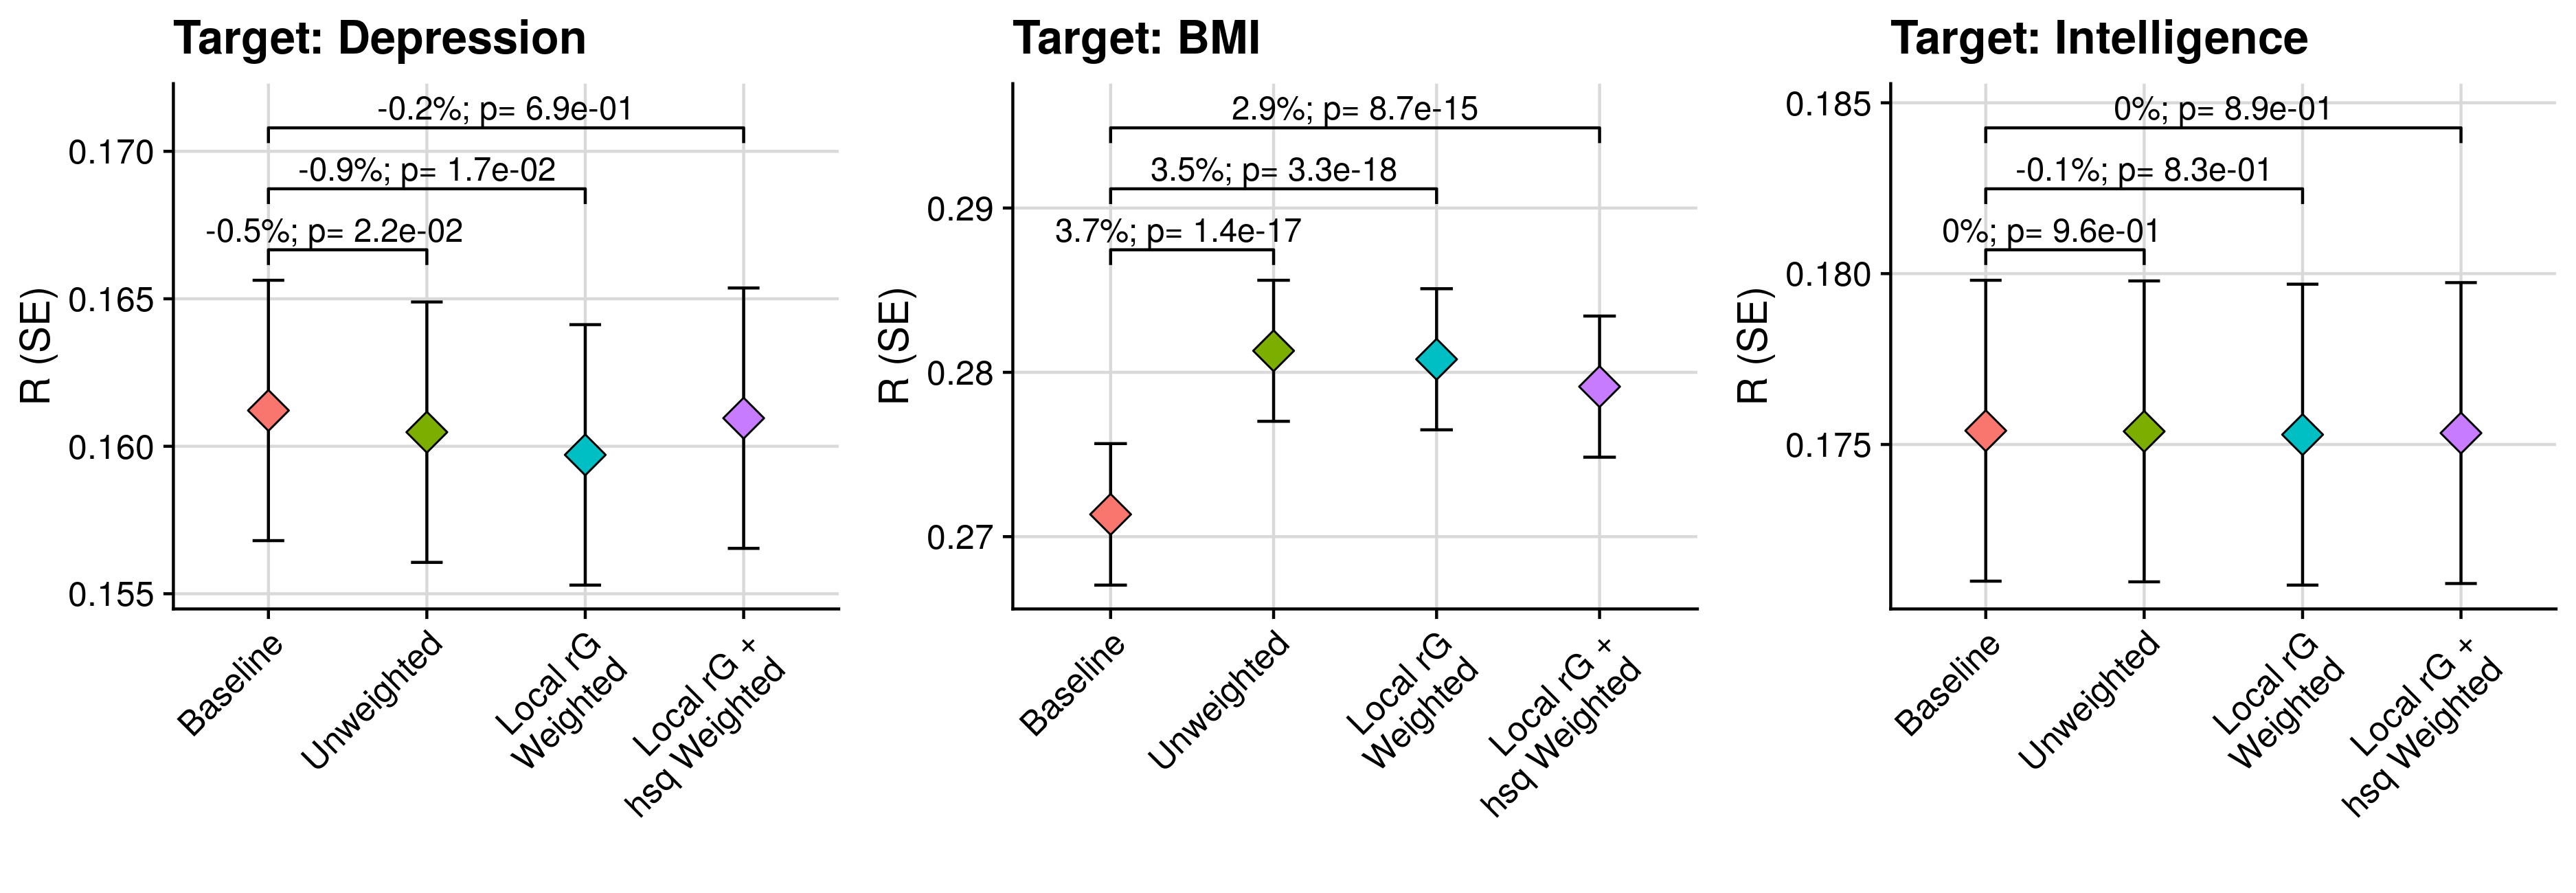 Target: Depression
-0.2%; p= 6.9e-01
-0.9%; p= 1.7e-02
-0.5%; p= 2.2e-02
R (SE)
0.170
0.165
0.160
0.155
Baseline
Unweighted
Local rG
Weighted
Local rG +
hsq Weighted
Target: BMI
2.9%; p= 8.7e-15
3.5%; p= 3.3e-18
3.7%; p= 1.4e-17
R (SE)
0.29
0.28
0.27
Baseline
Unweighted
Local rG
Weighted
Local rG +
hsq Weighted
Target: Intelligence
0%; p= 8.9e-01
-0.1%; p= 8.3e-01
0%; p= 9.6e-01
R (SE)
0.185
0.180
0.175
Baseline
Unweighted
Local rG
Weighted
Local rG +
hsq Weighted